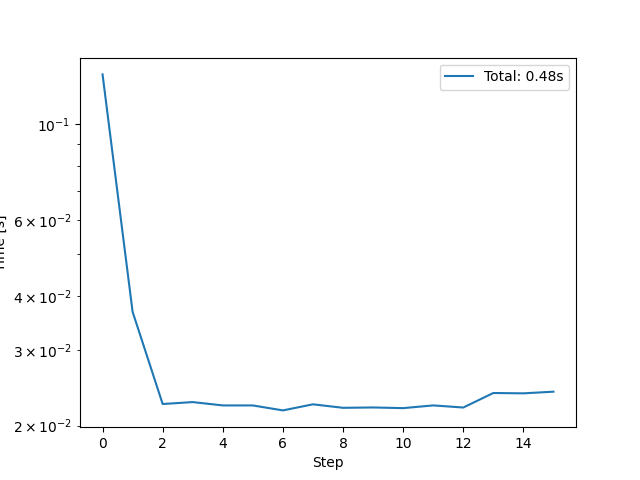 Total: 0.48s
10⁻¹
6 × 10⁻²
4 × 10⁻²
3 × 10⁻²
2 × 10⁻²
[s]
0 2 4 6 8 10 12 14
Step